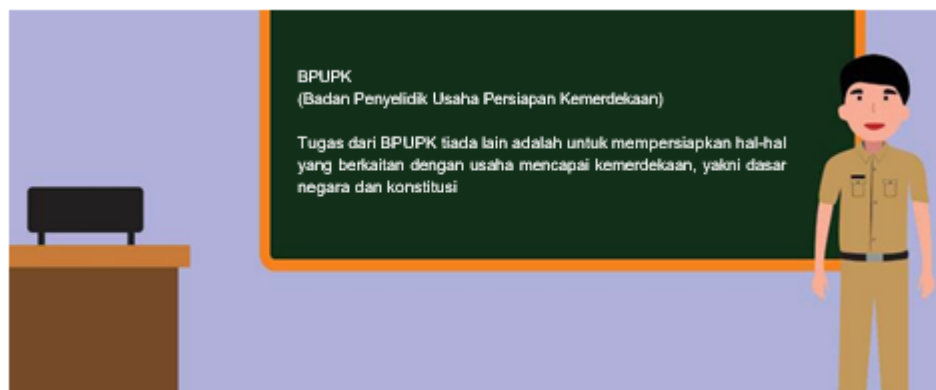 BPUPK
(Badan Penyelidik Usaha Persiapan Kemerdekaan)
Tugas dari BPUPK tiada lain adalah untuk mempersiapkan hal-hal
yang berkaitan dengan usaha mencapai kemerdekaan, yakni dasar
negara dan konstitusi